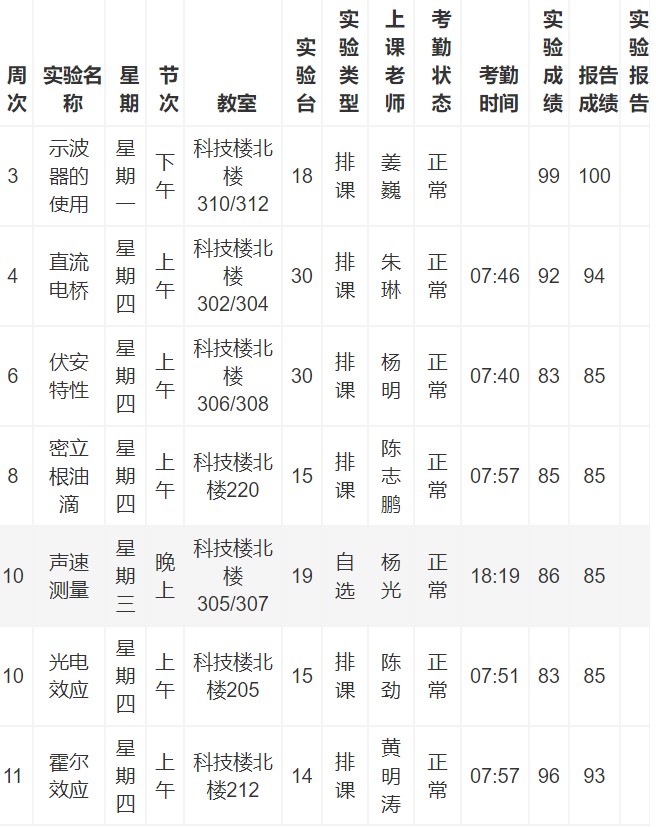 周次 实验名称 星期 节次 教室 实验台 实验类型 上课老师 考勤状态 考勤时间 实验成绩 报告成绩 实验报告
3 示波器的使用 星期一 下午 科技楼北楼310/312 18 排课 姜巍 正常 99 100
4 直流电桥 星期四 上午 科技楼北楼302/304 30 排课 朱琳 正常 07:46 92 94
6 伏安特性 星期四 上午 科技楼北楼306/308 30 排课 杨明 正常 07:40 83 85
8 密立根油滴 星期四 上午 科技楼北楼220 15 排课 陈志鹏 正常 07:57 85 85
10 声速测量 星期三 晚上 科技楼北楼305/307 19 自选 杨光 正常 18:19 86 85
10 光电效应 星期四 上午 科技楼北楼205 15 排课 陈劲 正常 07:51 83 85
11 霍尔效应 星期四 上午 科技楼北楼212 14 排课 黄明涛 正常 07:57 96 93